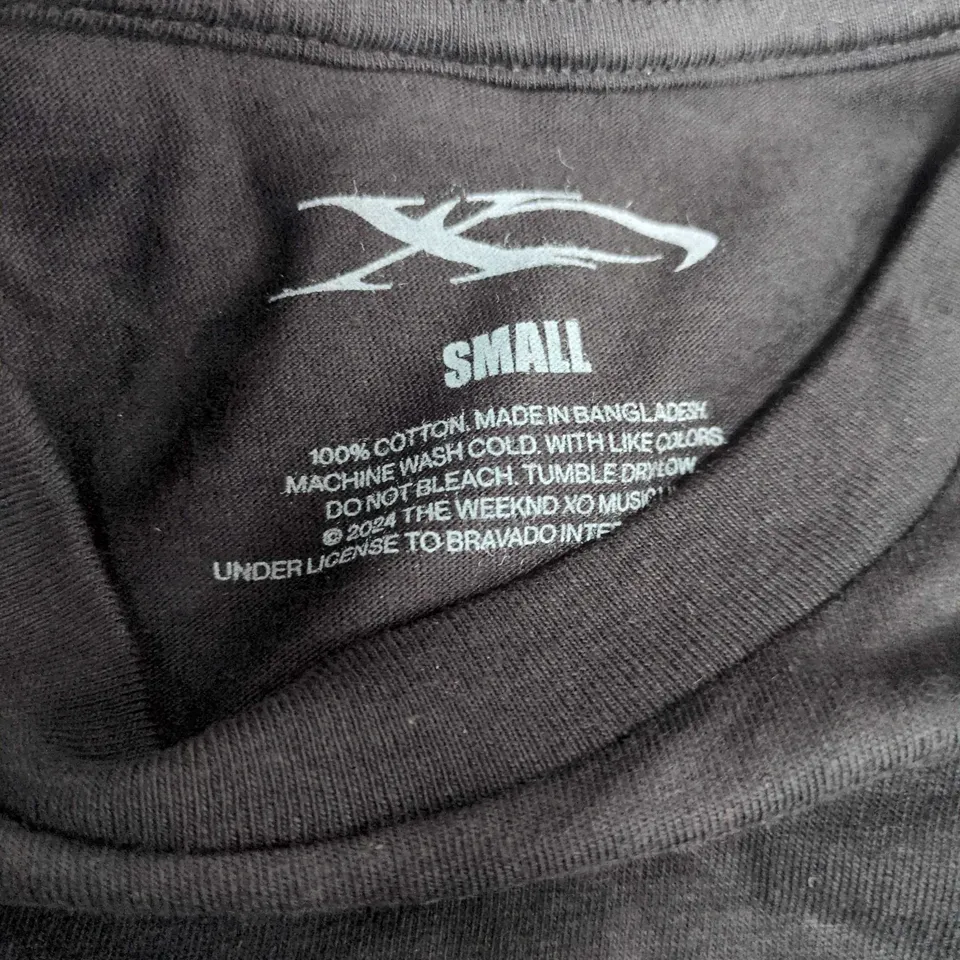 XO
SMALL
100% COTTON. MADE IN BANGLADESH.
MACHINE WASH COLD. WITH LIKE COLORS.
DO NOT BLEACH. TUMBLE DRY LOW.
© 2024 THE WEEKND XO MUSIC
UNDER LICENSE TO BRAVADO